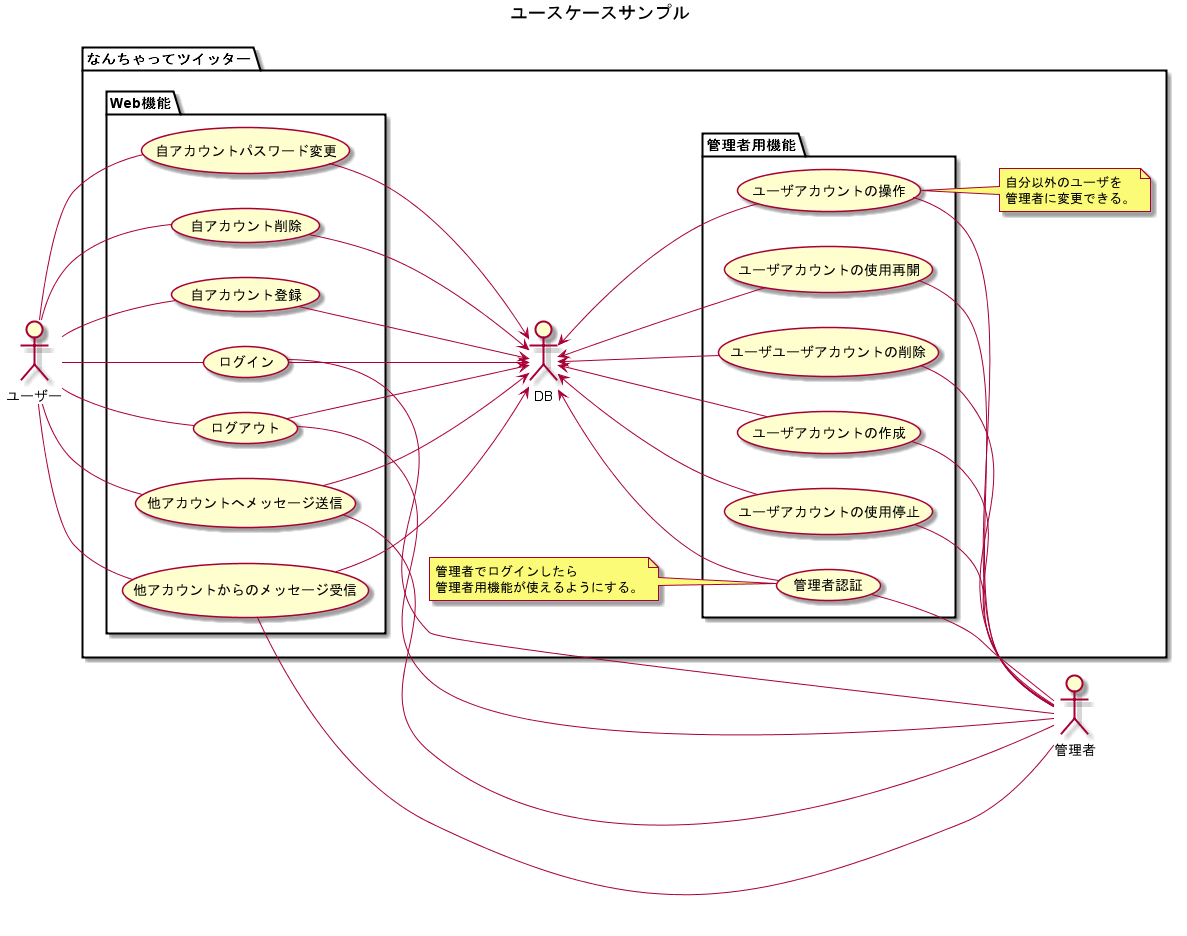 ユースケースサンプル
なんちゃってツイッター
Web機能
自アカウントパスワード変更
自アカウント削除
自アカウント登録
ログイン
ログアウト
他アカウントへメッセージ送信
他アカウントからのメッセージ受信
ユーザー
DB
管理者用機能
ユーザアカウントの操作
ユーザアカウントの使用再開
ユーザユーザアカウントの削除
ユーザアカウントの作成
ユーザアカウントの使用停止
管理者認証
自分以外のユーザを
管理者に変更できる。
管理者でログインしたら
管理者用機能が使えるようにする。
管理者